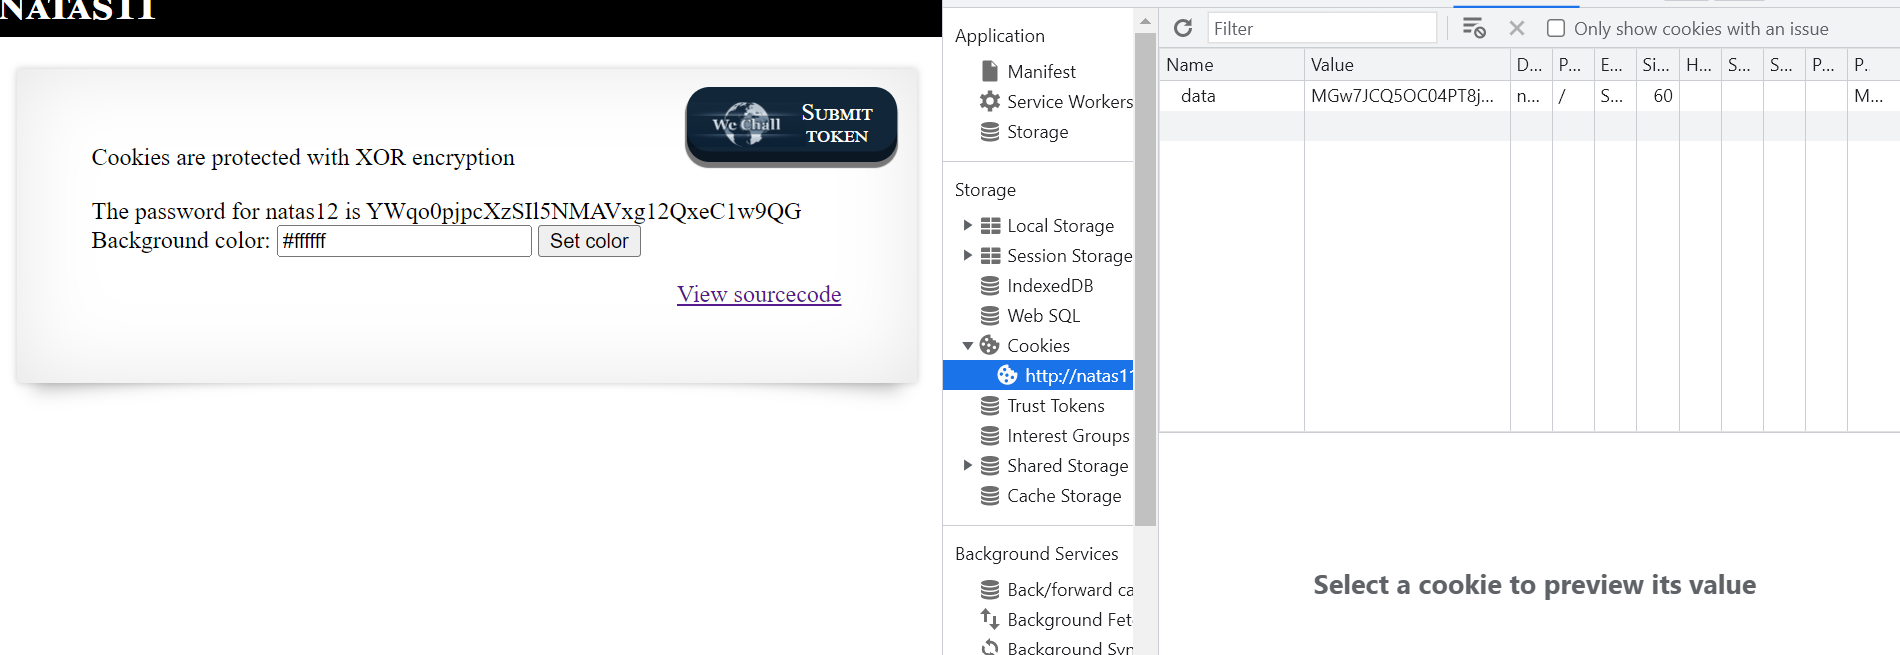 NATAS11
We Chall
SUBMIT
TOKEN
Cookies are protected with XOR encryption
The password for natas12 is YWqo0pjpcXzSIl5NMAVxg12QxeC1w9QG
Background color: #ffffff Set color
View sourcecode
Application
Manifest
Service Workers
Storage
Storage
Local Storage
Session Storage
IndexedDB
Web SQL
Cookies
http://natas11
Trust Tokens
Interest Groups
Shared Storage
Cache Storage
Background Services
Back/forward ca
Background Fet
Background Syn
Filter
Only show cookies with an issue
Name Value D... P... E... Si... H... S... S... P... P.
data MGw7JCQ5OC04PT8j... n... / S... 60 M...
Select a cookie to preview its value